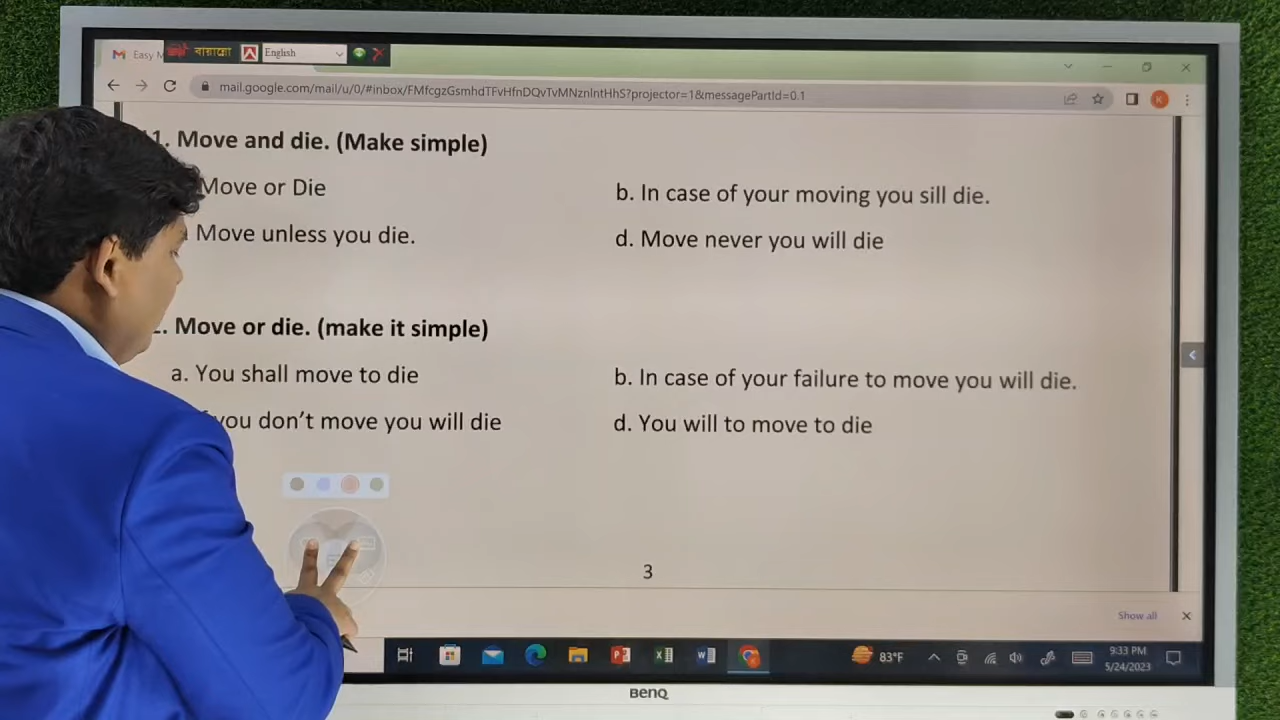 Easy M
বায়ান্নো
English
mail.google.com/mail/u/0/#inbox/FMfcgzGsmhdTFvHfnDQvTvMNznlntHhS?projector=1&messagePartId=0.1
K
1. Move and die. (Make simple)
Move or Die
b. In case of your moving you sill die.
Move unless you die.
d. Move never you will die
. Move or die. (make it simple)
a. You shall move to die
b. In case of your failure to move you will die.
you don't move you will die
d. You will to move to die
3
Show all
83°F
9:33 PM
5/24/2023
BenQ